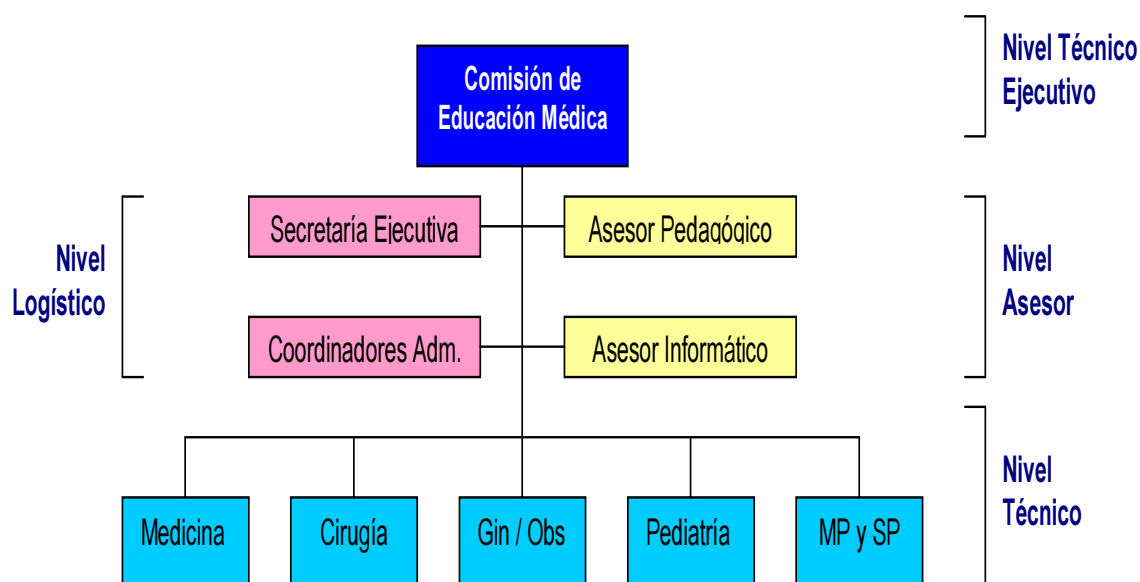 Nivel Técnico
Ejecutivo
Comisión de
Educación Médica
Secretaría Ejecutiva
Asesor Pedagógico
Nivel
Logístico
Nivel
Asesor
Coordinadores Adm.
Asesor Informático
Nivel
Técnico
Medicina
Cirugía
Gin / Obs
Pediatría
MP y SP